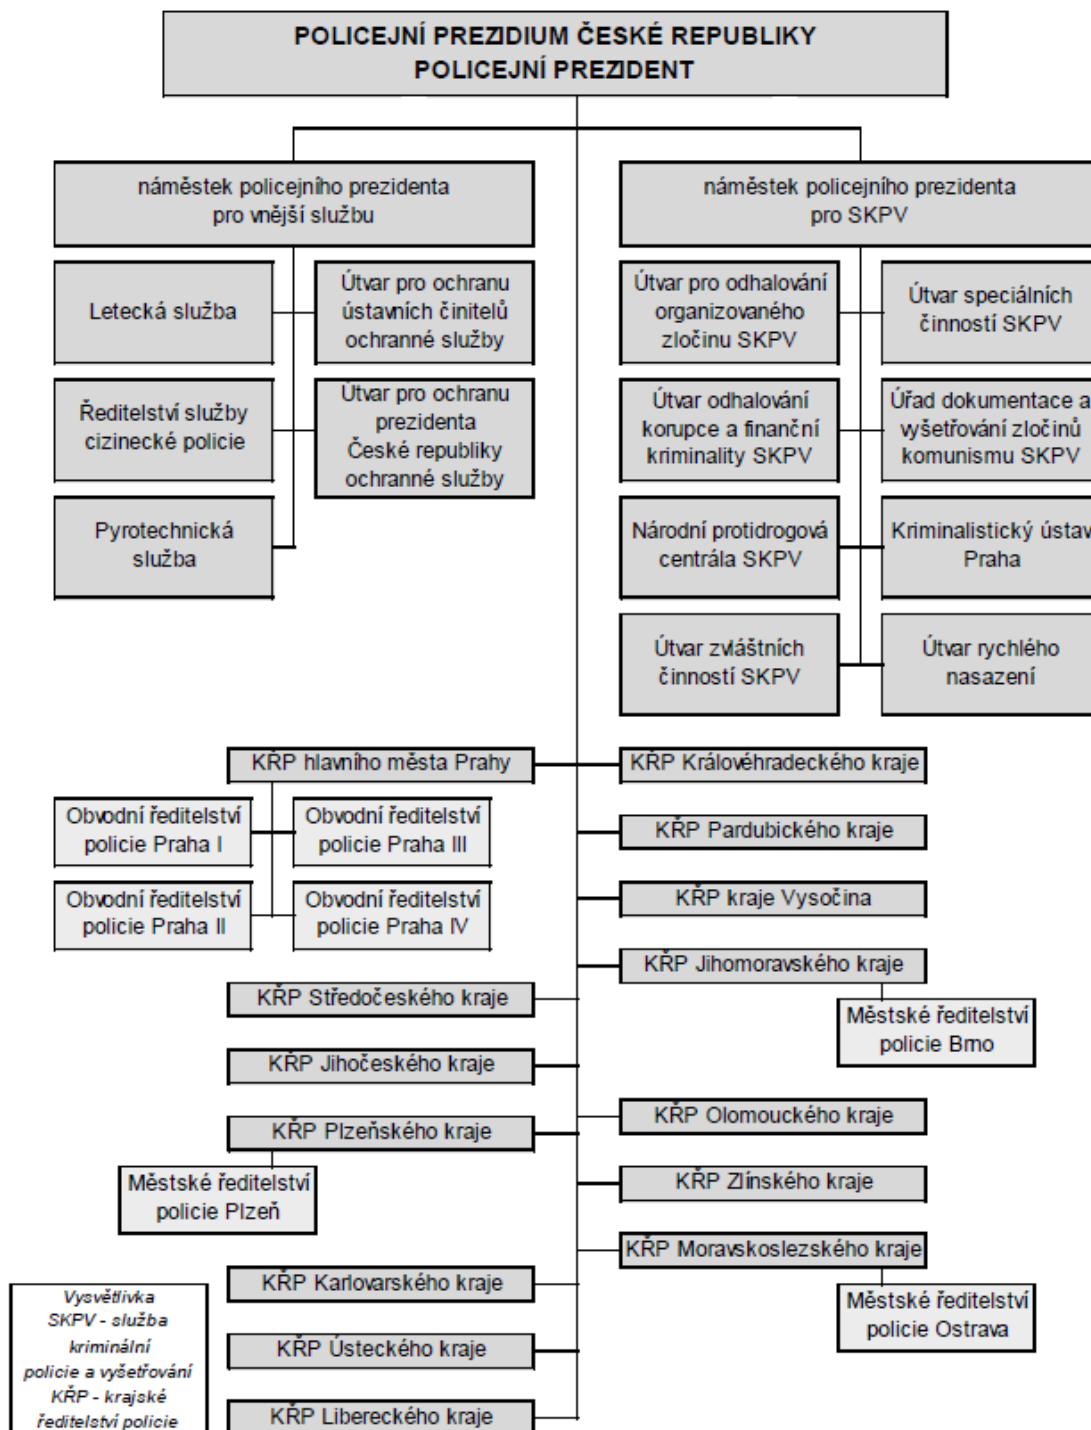 POLICEJNÍ PREZIDIUM ČESKÉ REPUBLIKY
POLICEJNÍ PREZIDENT
náměstek policejního prezidenta
pro vnější službu
náměstek policejního prezidenta
pro SKPV
Letecká služba
Útvar pro ochranu
ústavních činitelů
ochranné služby
Útvar pro odhalování
organizovaného
zločinu SKPV
Útvar speciálních
činností SKPV
Ředitelství služby
cizinecké policie
Útvar pro ochranu
prezidenta
České republiky
ochranné služby
Útvar odhalování
korupce a finanční
kriminality SKPV
Úřad dokumentace a
vyšetřování zločinů
komunismu SKPV
Pyrotechnická
služba
Národní protidrogová
centrála SKPV
Kriminalistický ústav
Praha
Útvar zvláštních
činností SKPV
Útvar rychlého
nasazení
KŘP hlavního města Prahy
KŘP Královéhradeckého kraje
Obvodní ředitelství
policie Praha I
Obvodní ředitelství
policie Praha III
KŘP Pardubického kraje
Obvodní ředitelství
policie Praha II
Obvodní ředitelství
policie Praha IV
KŘP kraje Vysočina
KŘP Jihomoravského kraje
KŘP Středočeského kraje
Městské ředitelství
policie Brno
KŘP Jihočeského kraje
KŘP Olomouckého kraje
KŘP Plzeňského kraje
Městské ředitelství
policie Plzeň
KŘP Zlínského kraje
KŘP Moravskoslezského kraje
KŘP Karlovarského kraje
Městské ředitelství
policie Ostrava
KŘP Ústeckého kraje
KŘP Libereckého kraje
Vysvětlivka
SKPV - služba
kriminální
policie a vyšetřování
KŘP - krajské
ředitelství policie